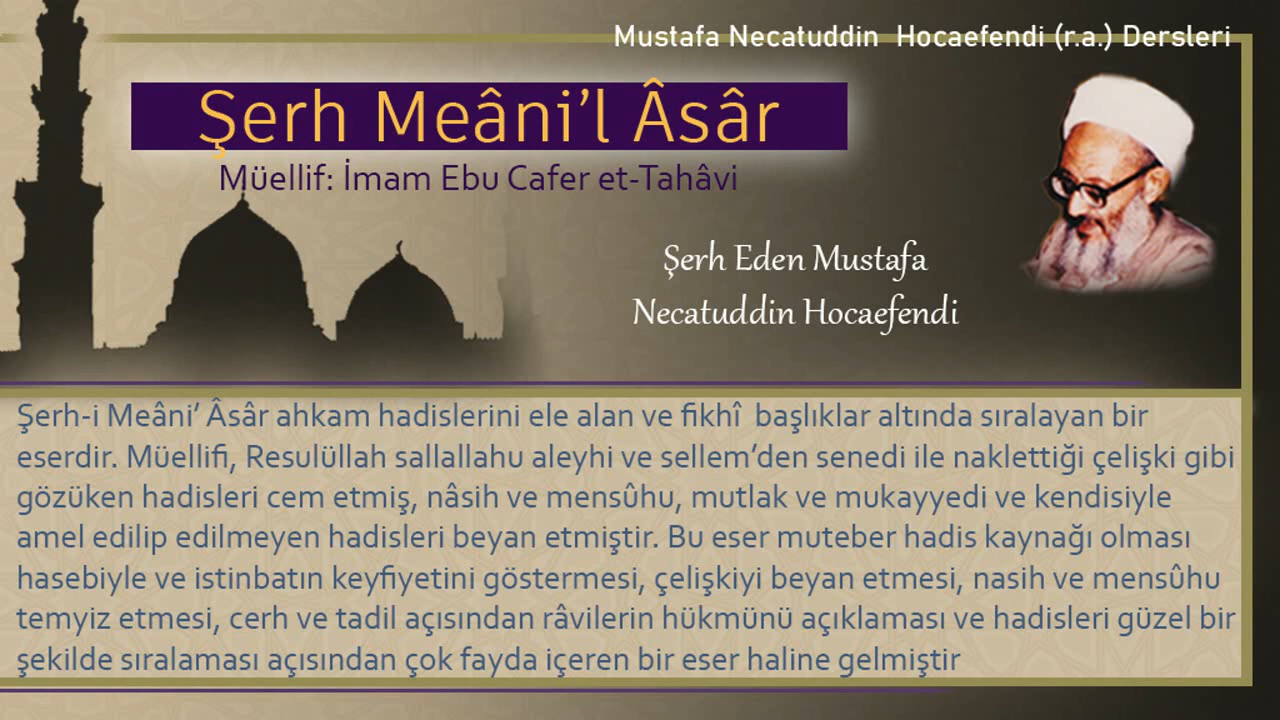 Mustafa Necatuddin Hocaefendi (r.a.) Dersleri
Şerh Meâni’l Âsâr
Müellif: İmam Ebu Cafer et-Tahâvi
Şerh Eden Mustafa
Necatuddin Hocaefendi
Şerh-i Meâni’ Âsâr ahkam hadislerini ele alan ve fikhî başlıklar altında sıralayan bir
eserdir. Müellifi, Resulüllah sallallahu aleyhi ve sellem’den senedi ile naklettiği çelişki gibi
gözüken hadisleri cem etmiş, nâsih ve mensûhu, mutlak ve mukayyedi ve kendisiyle
amel edilip edilmeyen hadisleri beyan etmiştir. Bu eser muteber hadis kaynağı olması
hasebiyle ve istinbatın keyfiyetini göstermesi, çelişkiyi beyan etmesi, nasih ve mensûhu
temyiz etmesi, cerh ve tadil açısından râvilerin hükmünü açıklaması ve hadisleri güzel bir
şekilde sıralaması açısından çok fayda içeren bir eser haline gelmiştir